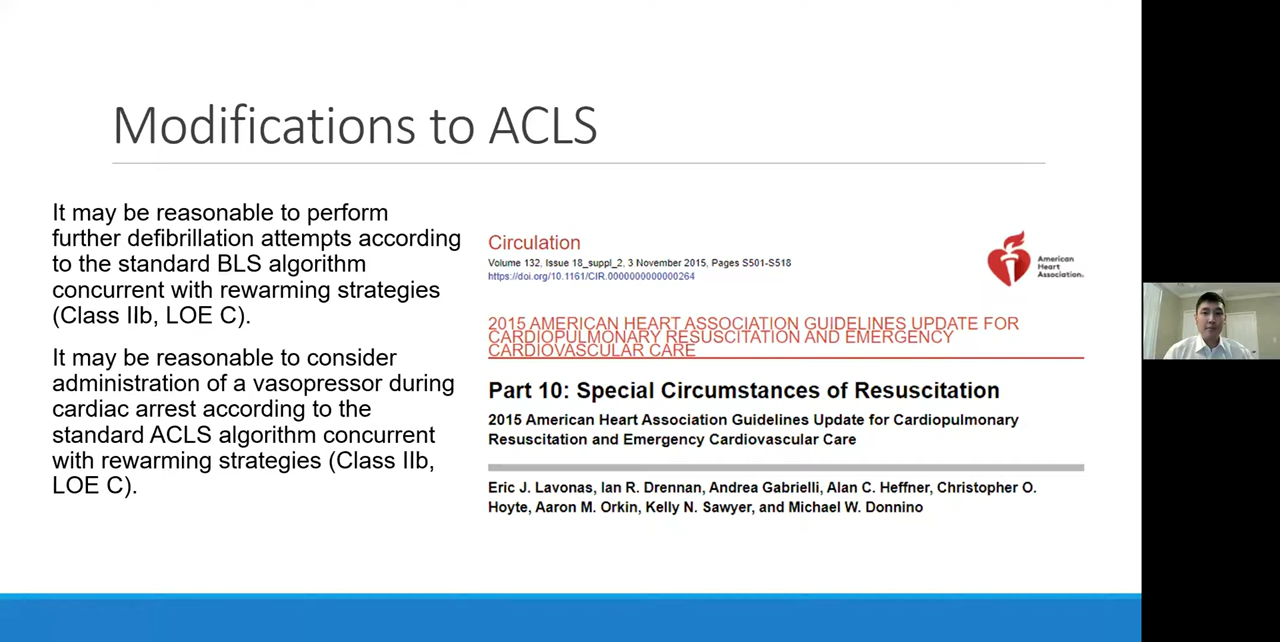 Modifications to ACLS
It may be reasonable to perform
further defibrillation attempts according
to the standard BLS algorithm
concurrent with rewarming strategies
(Class IIb, LOE C).
It may be reasonable to consider
administration of a vasopressor during
cardiac arrest according to the
standard ACLS algorithm concurrent
with rewarming strategies (Class IIb,
LOE C).
Circulation
Volume 132, Issue 18_suppl_2, 3 November 2015, Pages S501-S518
https://doi.org/10.1161/CIR.0000000000000264
American
Heart
Association.
2015 AMERICAN HEART ASSOCIATION GUIDELINES UPDATE FOR
CARDIOPULMONARY RESUSCITATION AND EMERGENCY
CARDIOVASCULAR CARE
Part 10: Special Circumstances of Resuscitation
2015 American Heart Association Guidelines Update for Cardiopulmonary
Resuscitation and Emergency Cardiovascular Care
Eric J. Lavonas, Ian R. Drennan, Andrea Gabrielli, Alan C. Heffner, Christopher O.
Hoyte, Aaron M. Orkin, Kelly N. Sawyer, and Michael W. Donnino